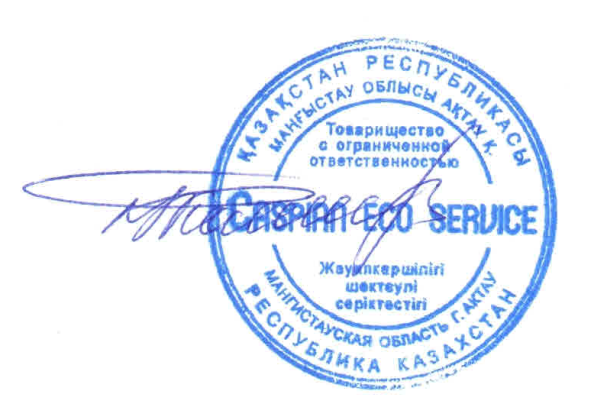 ҚАЗАҚСТАН РЕСПУБЛИКАСЫ
МАҢҒЫСТАУ ОБЛЫСЫ АҚТАУ Қ.
Товарищество
с ограниченной
ответственностью
CASPIAN ECO SERVICE
Жауапкершілігі
шектеулі
серіктестігі
МАНГИСТАУСКАЯ ОБЛАСТЬ Г. АКТАУ
РЕСПУБЛИКА КАЗАХСТАН